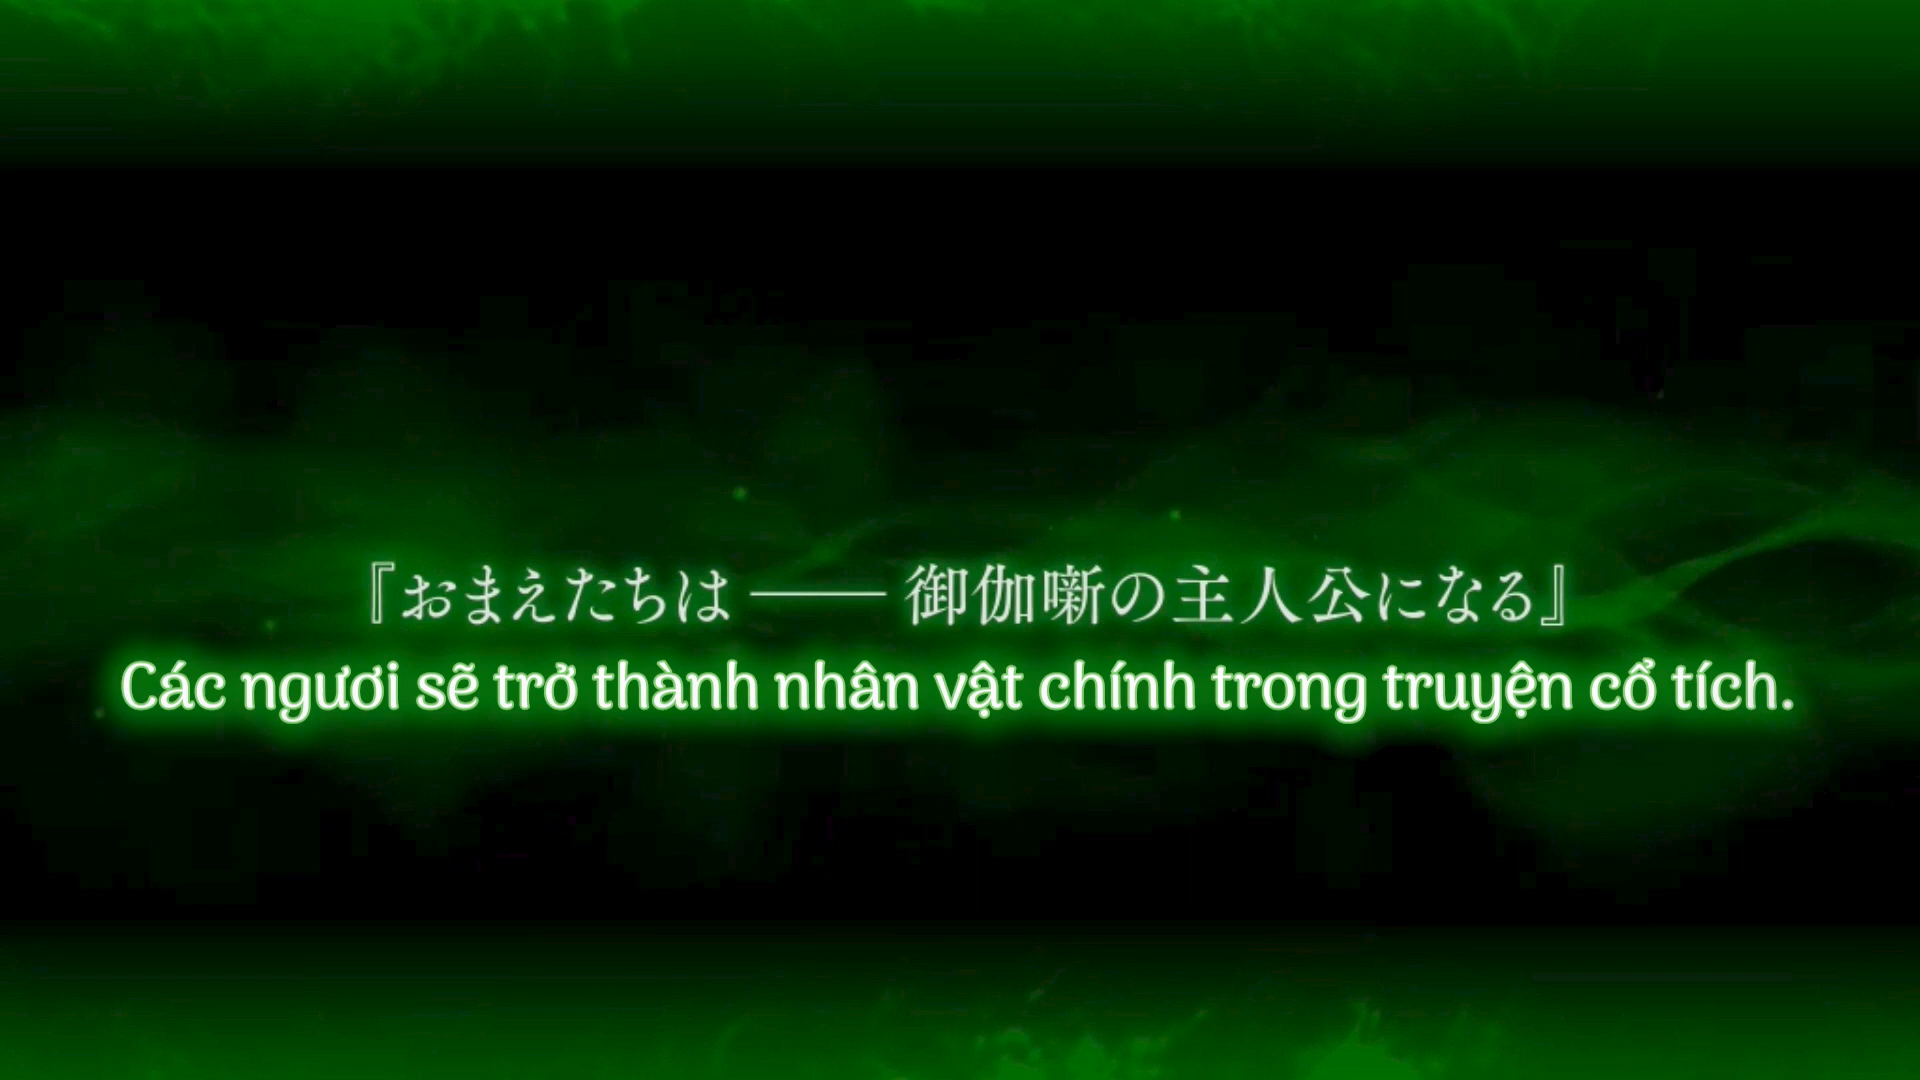 『おまえたちは ―― 御伽噺の主人公になる』
Các ngươi sẽ trở thành nhân vật chính trong truyện cổ tích.